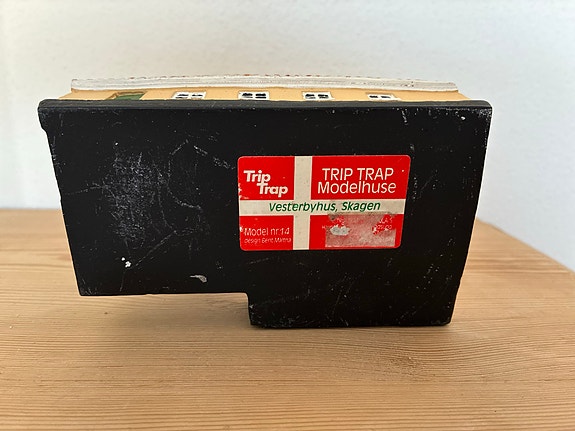 Trip
Trap
TRIP TRAP
Modelhuse
Vesterbyhus, Skagen
Model nr:14
design Bent Malma